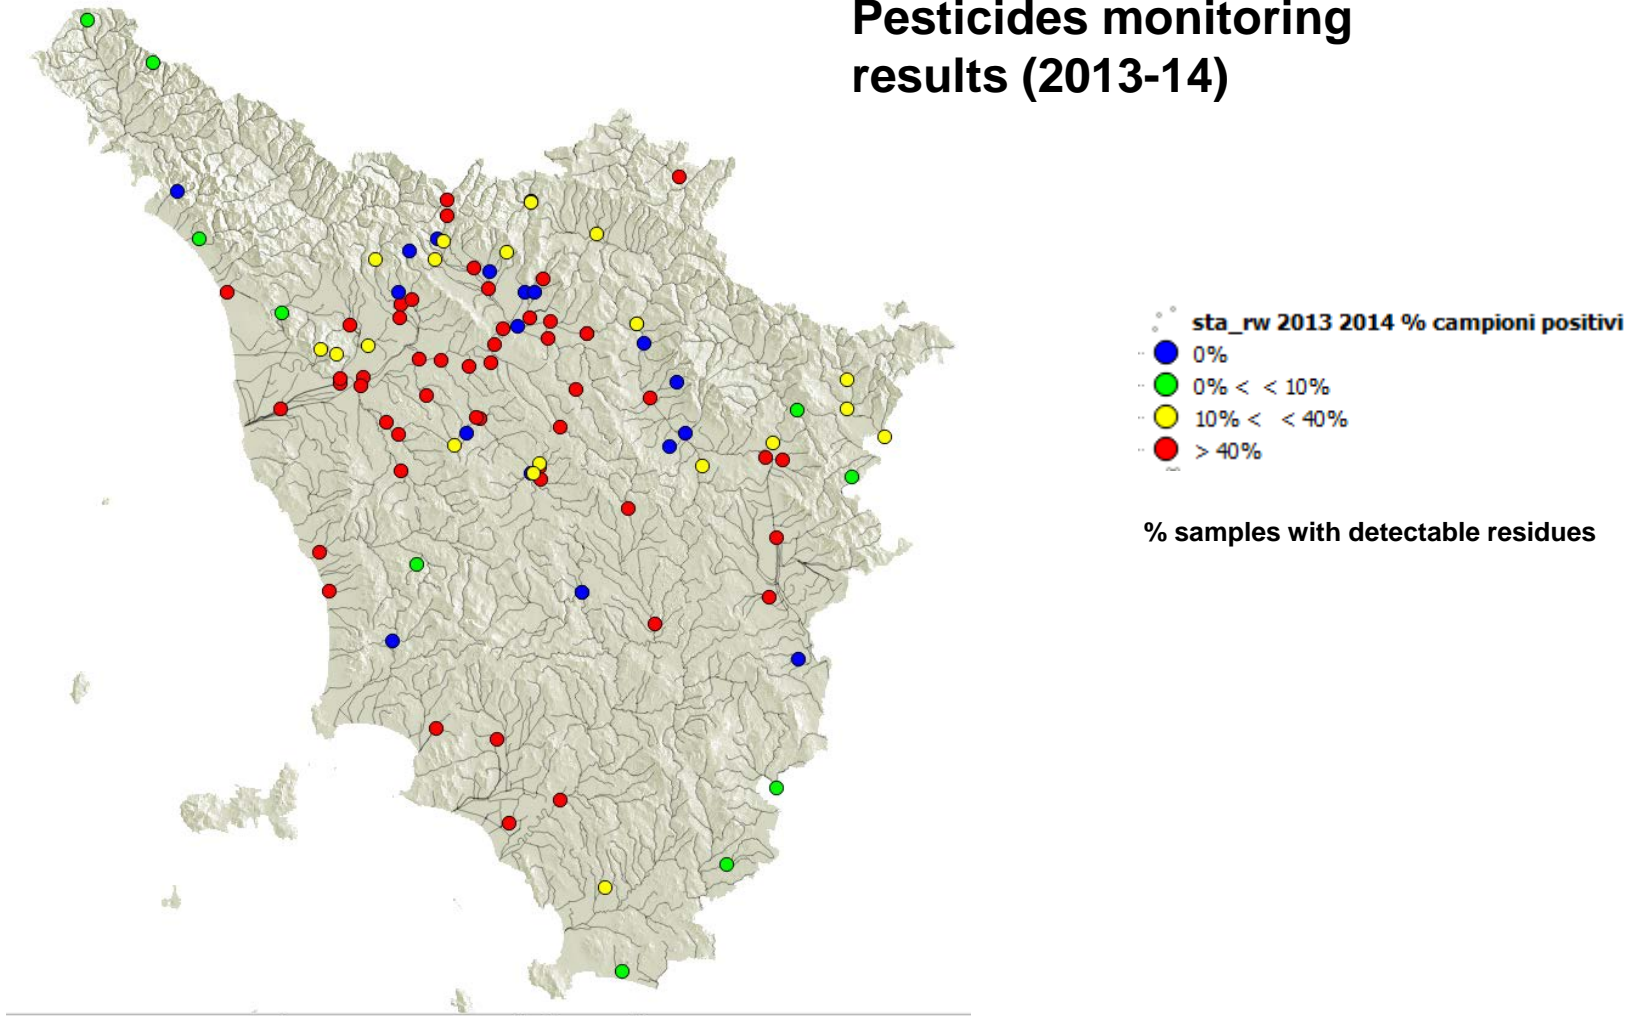 Pesticides monitoring
results (2013-14)
sta_rw 2013 2014 % campioni positivi
0%
0% < < 10%
10% < < 40%
> 40%
% samples with detectable residues